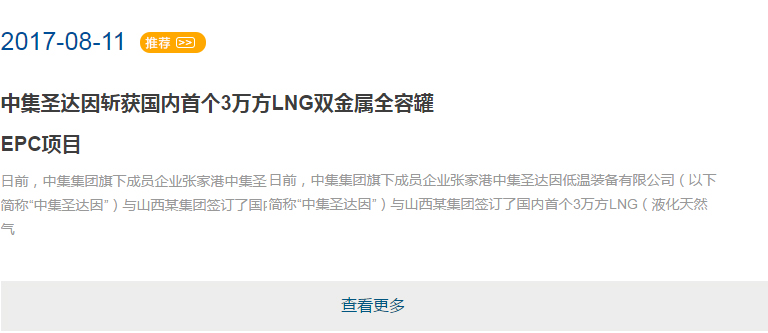 2017-08-11 推荐 >>
中集圣达因斩获国内首个3万方LNG双金属全容罐
EPC项目
日前，中集集团旗下成员企业张家港中集圣日前，中集集团旗下成员企业张家港中集圣达因低温装备有限公司（以下
简称“中集圣达因”）与山西某集团签订了国内简称“中集圣达因”）与山西某集团签订了国内首个3万方LNG（液化天然
气
查看更多